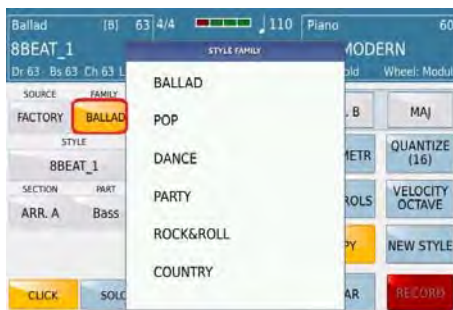 Ballad [B] 63 4/4 110 Piano 60
8BEAT_1 MODERN
STYLE FAMILY
Dr 63 Bs 63 Ch 63 Wheel: Modul
BALLAD
POP
DANCE
PARTY
ROCK&ROLL
COUNTRY
SOURCE FAMILY
FACTORY BALLAD
STYLE
8BEAT_1
SECTION PART
ARR. A Bass
CLICK SOLO
. B MAJ
METR QUANTIZE
(16)
ROLS VELOCITY
OCTAVE
PY NEW STYLE
AR RECORD